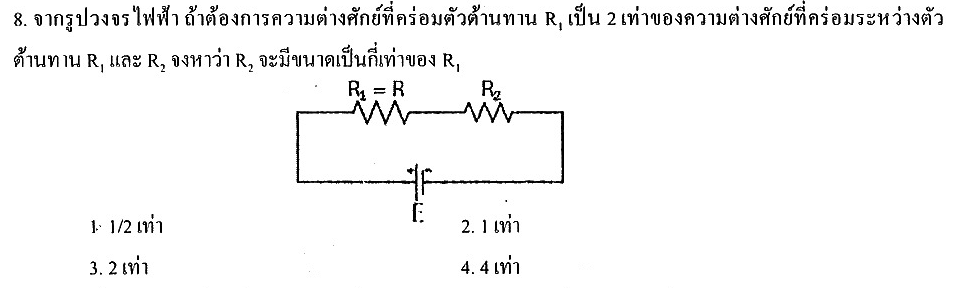 8. จากรูปวงจรไฟฟ้า ถ้าต้องการความต่างศักย์ที่คร่อมตัวต้านทาน R₁ เป็น 2 เท่าของความต่างศักย์ที่คร่อมระหว่างตัว
ต้านทาน R₁ และ R₂ จงหาว่า R₂ จะมีขนาดเป็นกี่เท่าของ R₁
R₁ = R R₂
E
1. 1/2 เท่า 2. 1 เท่า
3. 2 เท่า 4. 4 เท่า